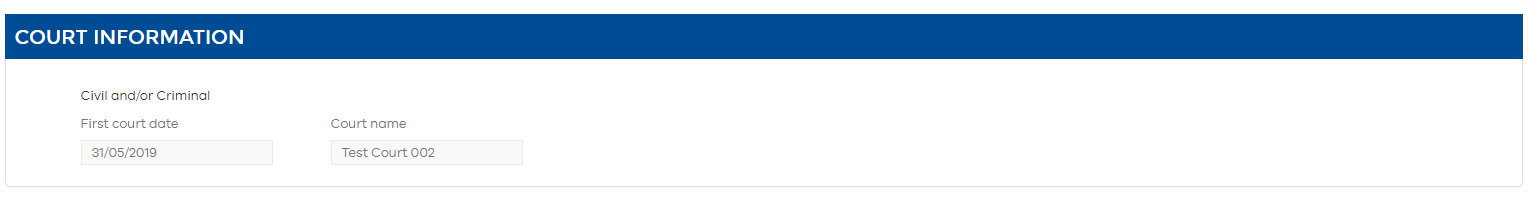 COURT INFORMATION
Civil and/or Criminal
First court date Court name
31/05/2019 Test Court 002